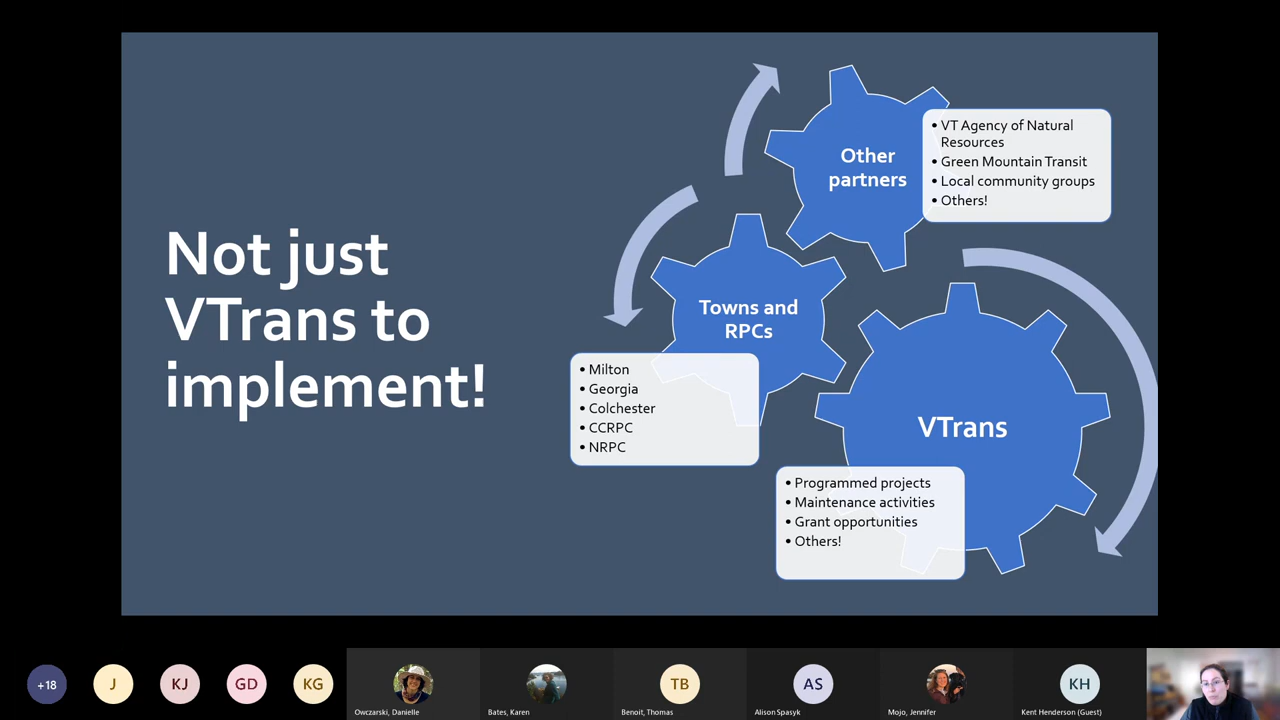 Not just
VTrans to
implement!
Other
partners
• VT Agency of Natural
Resources
• Green Mountain Transit
• Local community groups
• Others!
Towns and
RPCs
• Milton
• Georgia
• Colchester
• CCRPC
• NRPC
VTrans
• Programmed projects
• Maintenance activities
• Grant opportunities
• Others!
+18
J
KJ
GD
KG
Owczarski, Danielle
Bates, Karen
TB
Benoit, Thomas
AS
Alison Spasyk
Mojo, Jennifer
KH
Kent Henderson (Guest)